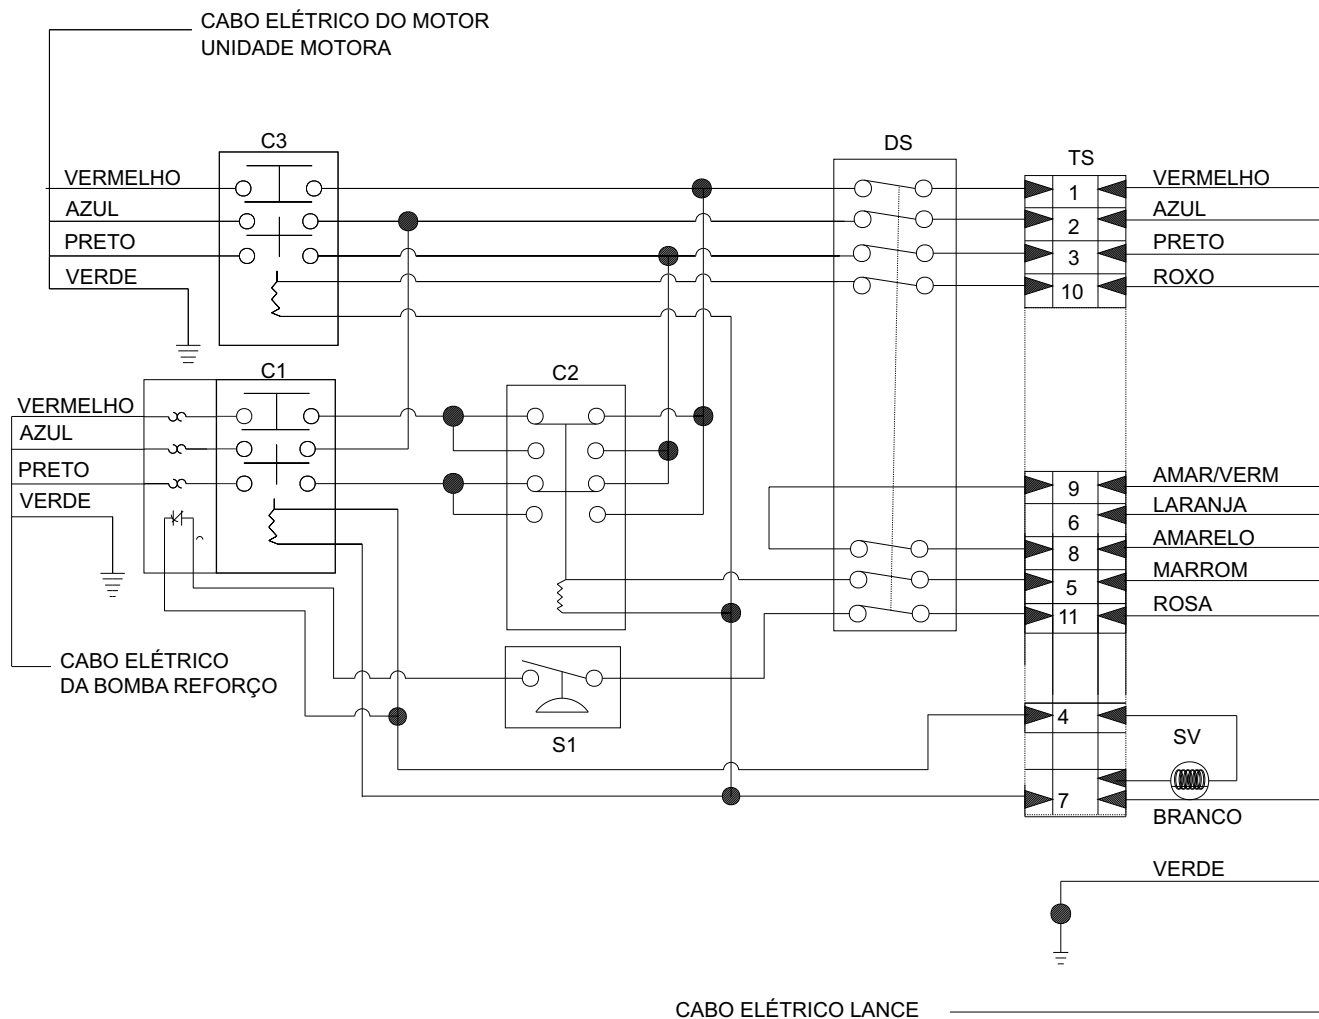 CABO ELÉTRICO DO MOTOR
UNIDADE MOTORA
C3
DS
TS
VERMELHO
AZUL
PRETO
VERDE
1
2
3
10
VERMELHO
AZUL
PRETO
ROXO
C1
C2
VERMELHO
AZUL
PRETO
VERDE
9
6
8
5
11
AMAR/VERM
LARANJA
AMARELO
MARROM
ROSA
CABO ELÉTRICO
DA BOMBA REFORÇO
S1
4
SV
7
BRANCO
VERDE
CABO ELÉTRICO LANCE